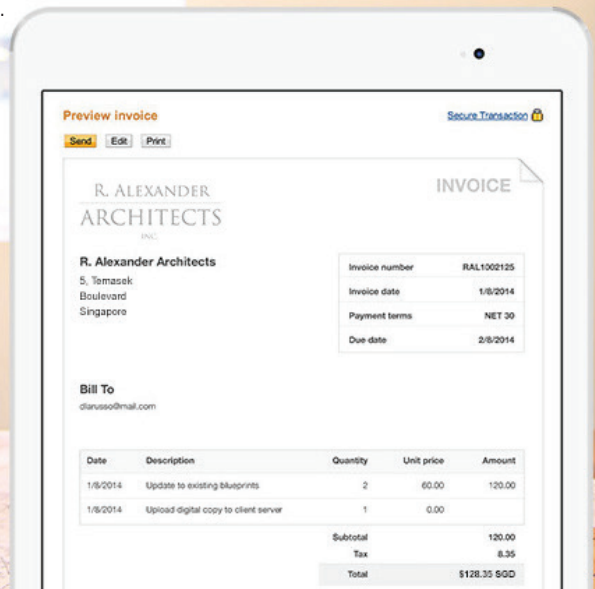 .
Preview invoice
Secure Transaction
Send Edit Print
INVOICE
R. ALEXANDER
ARCHITECTS
INC.
R. Alexander Architects
5, Temasek
Boulevard
Singapore
Invoice number RAL1002125
Invoice date 1/8/2014
Payment terms NET 30
Due date 2/8/2014
Bill To
diarusso@mail.com
Date Description Quantity Unit price Amount
1/8/2014 Update to existing blueprints 2 60.00 120.00
1/8/2014 Upload digital copy to client server 1 0.00
Subtotal 120.00
Tax 8.35
Total $128.35 SGD